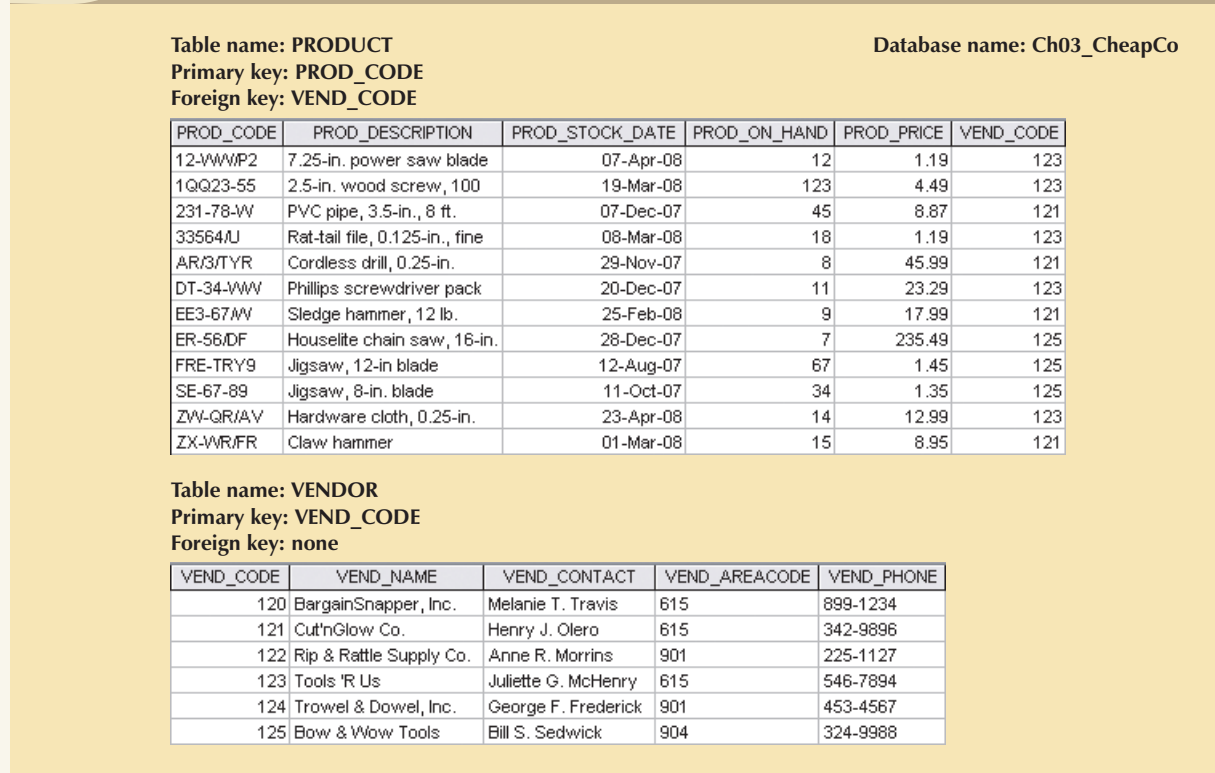 Table name: PRODUCT Database name: Ch03_CheapCo
Primary key: PROD_CODE
Foreign key: VEND_CODE
PROD_CODE PROD_DESCRIPTION PROD_STOCK_DATE PROD_ON_HAND PROD_PRICE VEND_CODE
12-WW/P2 7.25-in. power saw blade 07-Apr-08 12 1.19 123
1QQ23-55 2.5-in. wood screw, 100 19-Mar-08 123 4.49 123
231-78-W PVC pipe, 3.5-in., 8 ft. 07-Dec-07 45 8.87 121
33564/U Rat-tail file, 0.125-in., fine 08-Mar-08 18 1.19 123
AR/3/TYR Cordless drill, 0.25-in. 29-Nov-07 8 45.99 121
DT-34-WW Phillips screwdriver pack 20-Dec-07 11 23.29 123
EE3-67/W Sledge hammer, 12 lb. 25-Feb-08 9 17.99 121
ER-56/DF Houselite chain saw, 16-in. 28-Dec-07 7 235.49 125
FRE-TRY9 Jigsaw, 12-in blade 12-Aug-07 67 1.45 125
SE-67-89 Jigsaw, 8-in. blade 11-Oct-07 34 1.35 125
ZW-QR/AV Hardware cloth, 0.25-in. 23-Apr-08 14 12.99 123
ZX-WR/FR Claw hammer 01-Mar-08 15 8.95 121
Table name: VENDOR
Primary key: VEND_CODE
Foreign key: none
VEND_CODE VEND_NAME VEND_CONTACT VEND_AREACODE VEND_PHONE
120 BargainSnapper, Inc. Melanie T. Travis 615 899-1234
121 Cut'nGlow Co. Henry J. Olero 615 342-9896
122 Rip & Rattle Supply Co. Anne R. Morrins 901 225-1127
123 Tools 'R Us Juliette G. McHenry 615 546-7894
124 Trowel & Dowel, Inc. George F. Frederick 901 453-4567
125 Bow & Wow Tools Bill S. Sedwick 904 324-9988